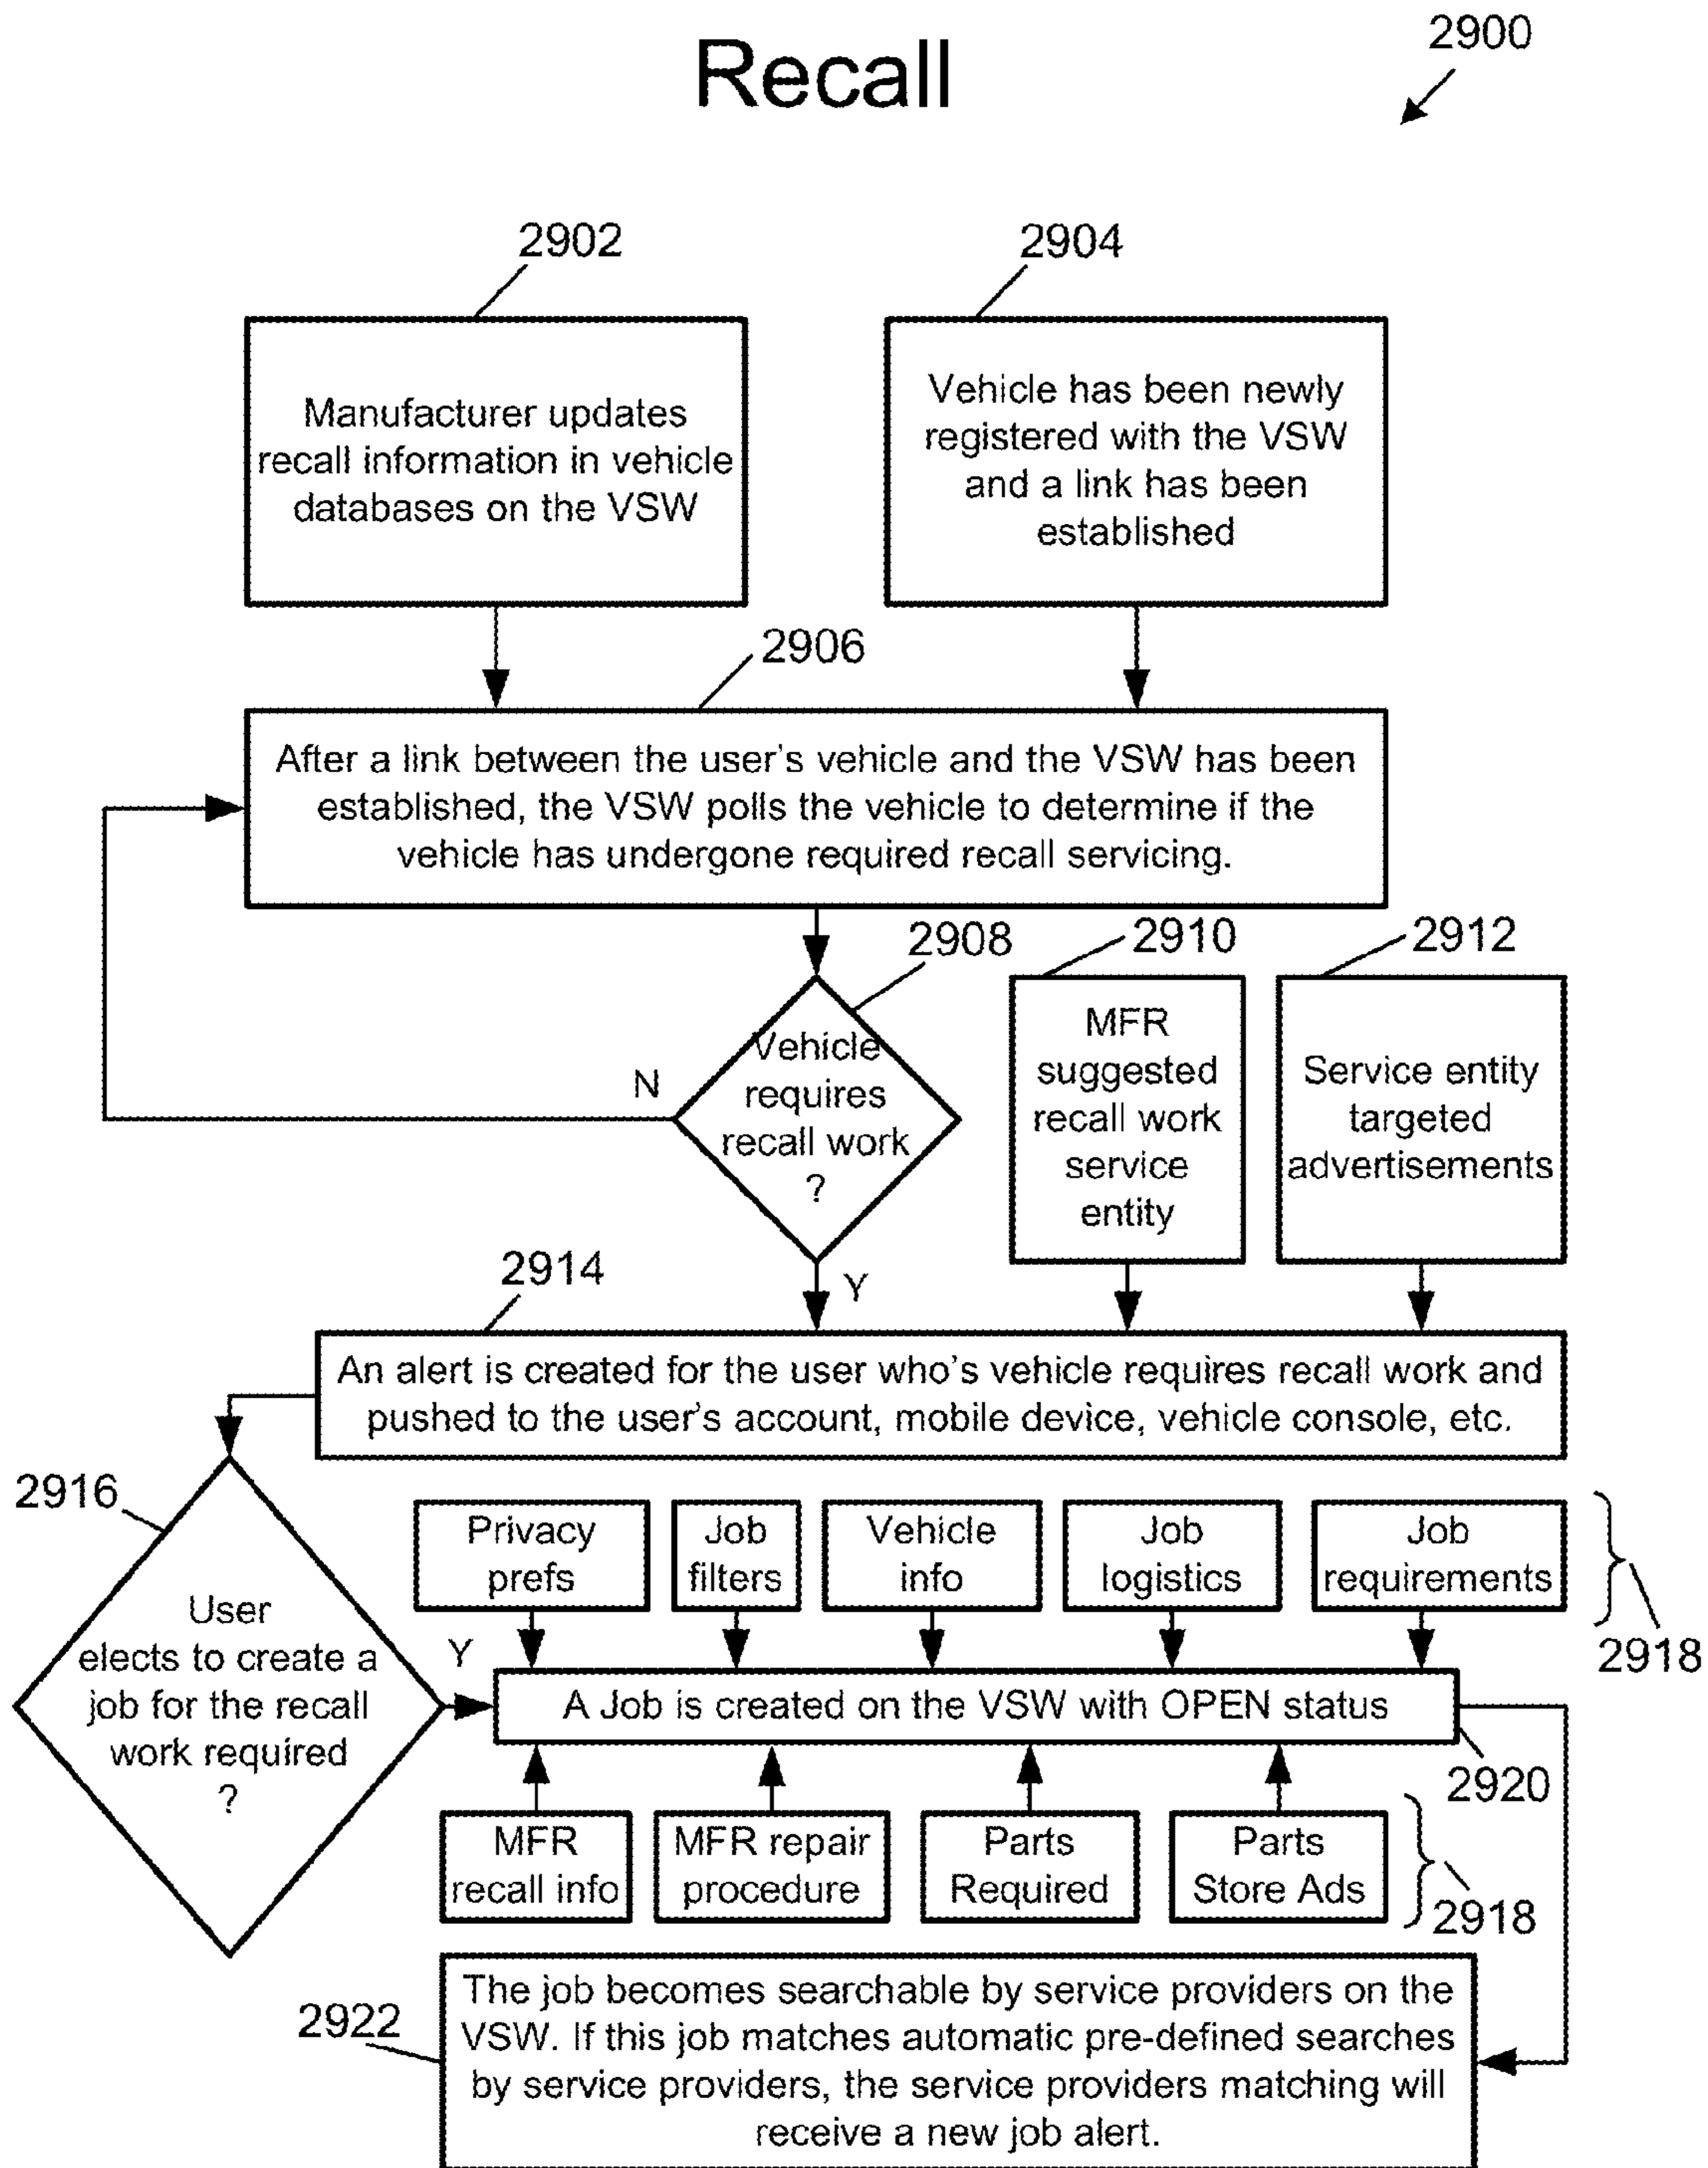 Recall
2900
2902
2904
Manufacturer updates
recall information in vehicle
databases on the VSW
Vehicle has been newly
registered with the VSW
and a link has been
established
2906
After a link between the user's vehicle and the VSW has been
established, the VSW polls the vehicle to determine if the
vehicle has undergone required recall servicing.
2908
2910
2912
Vehicle
requires
recall work
?
N
Y
MFR
suggested
recall work
service
entity
Service entity
targeted
advertisements
2914
An alert is created for the user who's vehicle requires recall work and
pushed to the user's account, mobile device, vehicle console, etc.
2916
User
elects to create a
job for the recall
work required
?
Y
Privacy
prefs
Job
filters
Vehicle
info
Job
logistics
Job
requirements
2918
A Job is created on the VSW with OPEN status
2920
MFR
recall info
MFR repair
procedure
Parts
Required
Parts
Store Ads
2918
2922
The job becomes searchable by service providers on the
VSW. If this job matches automatic pre-defined searches
by service providers, the service providers matching will
receive a new job alert.